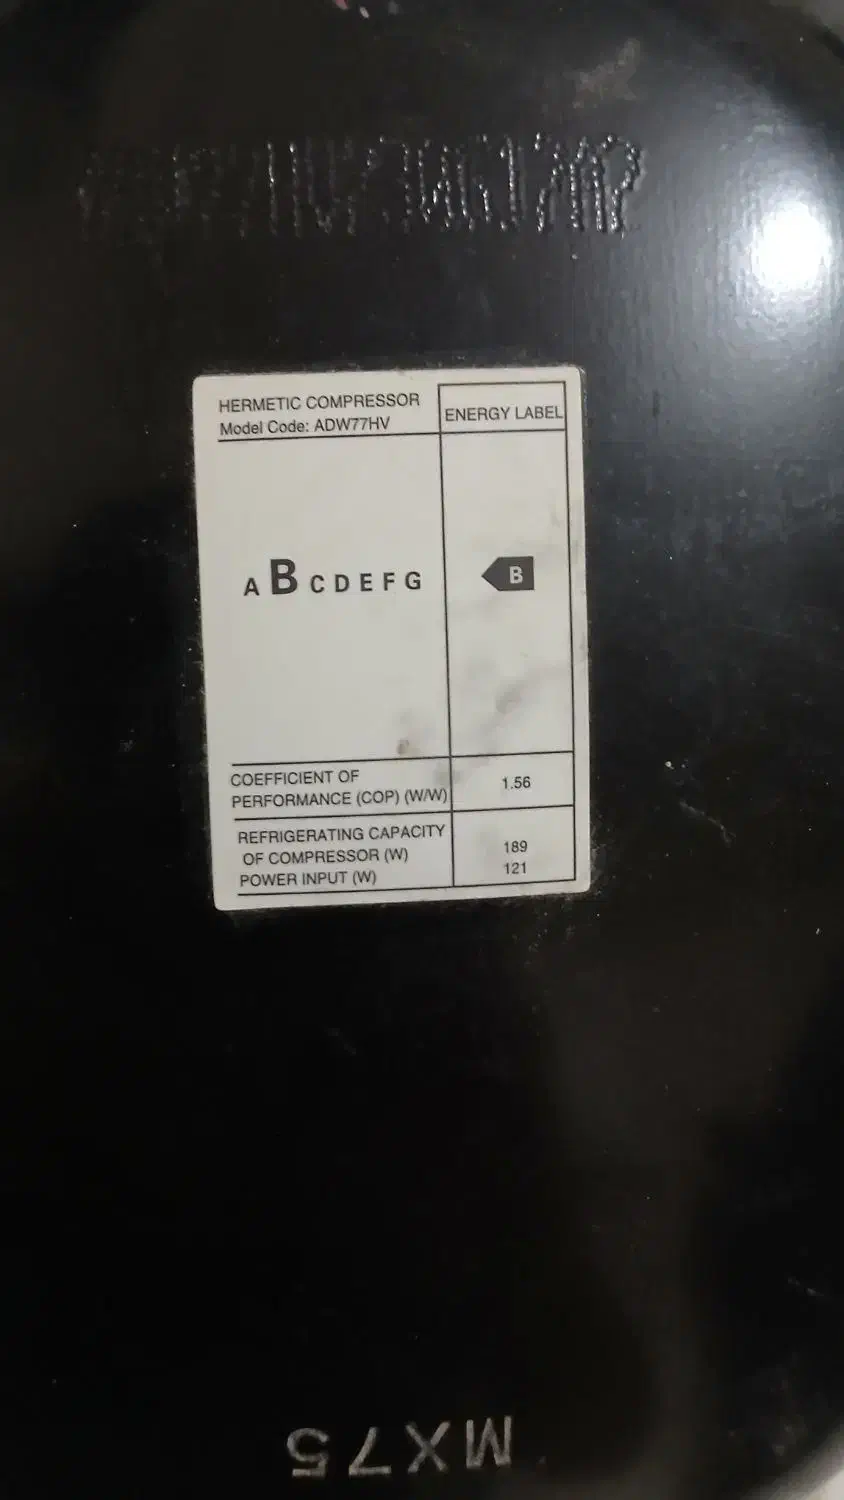 HERMETIC COMPRESSOR
Model Code: ADW77HV
ENERGY LABEL
A B C D E F G
B
COEFFICIENT OF
PERFORMANCE (COP) (W/W)
1.56
REFRIGERATING CAPACITY
OF COMPRESSOR (W)
189
POWER INPUT (W)
121
MX75